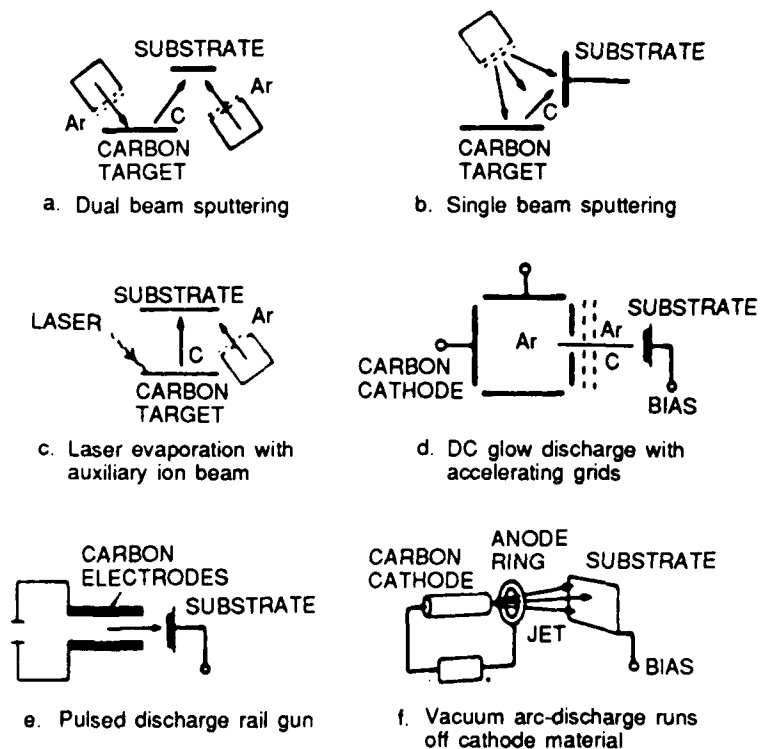 SUBSTRATE
Ar
Ar
C
CARBON
TARGET
a. Dual beam sputtering
SUBSTRATE
C
CARBON
TARGET
b. Single beam sputtering
SUBSTRATE
LASER
Ar
C
CARBON
TARGET
c. Laser evaporation with
auxiliary ion beam
SUBSTRATE
Ar
Ar
C
CARBON
CATHODE
BIAS
d. DC glow discharge with
accelerating grids
CARBON
ELECTRODES
SUBSTRATE
e. Pulsed discharge rail gun
ANODE
RING
CARBON
CATHODE
SUBSTRATE
JET
BIAS
f. Vacuum arc-discharge runs
off cathode material